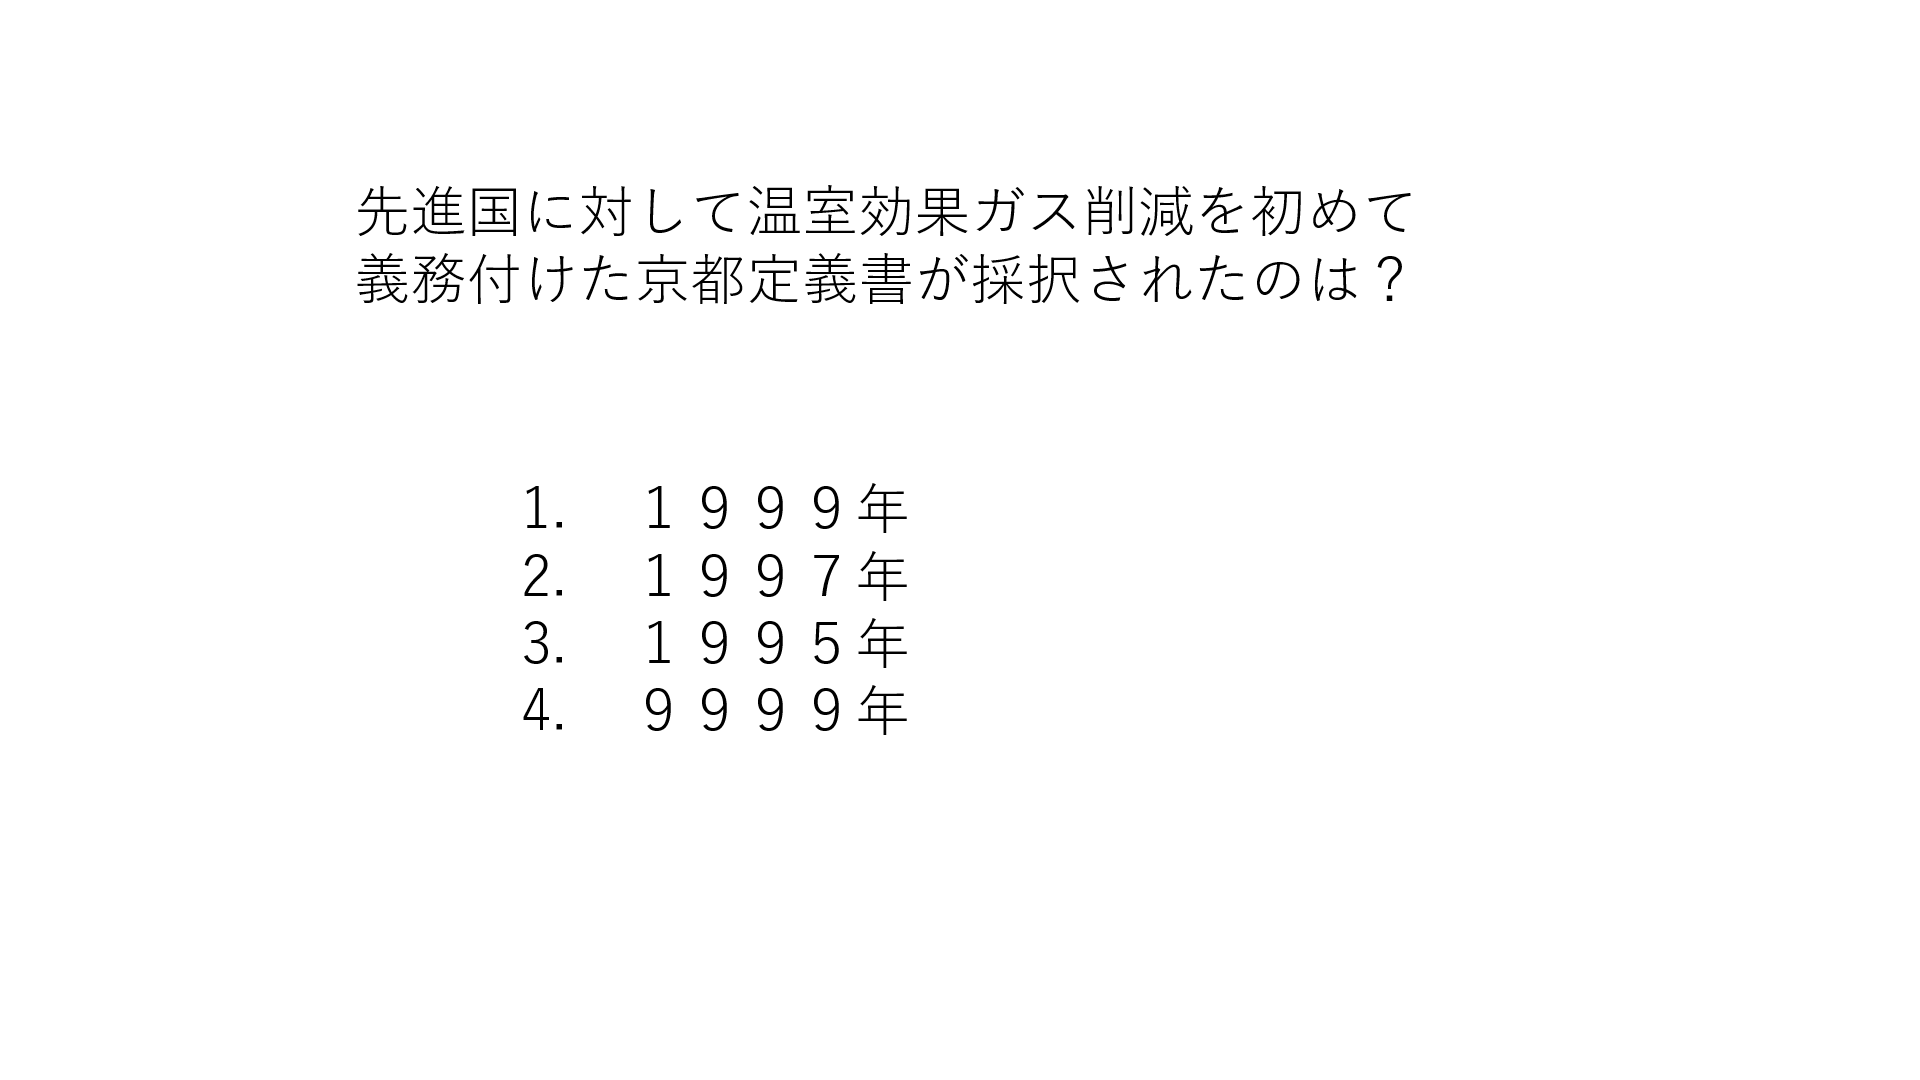 先進国に対して温室効果ガス削減を初めて
義務付けた京都定義書が採択されたのは？
1. １９９９年
2. １９９７年
3. １９９５年
4. ９９９９年